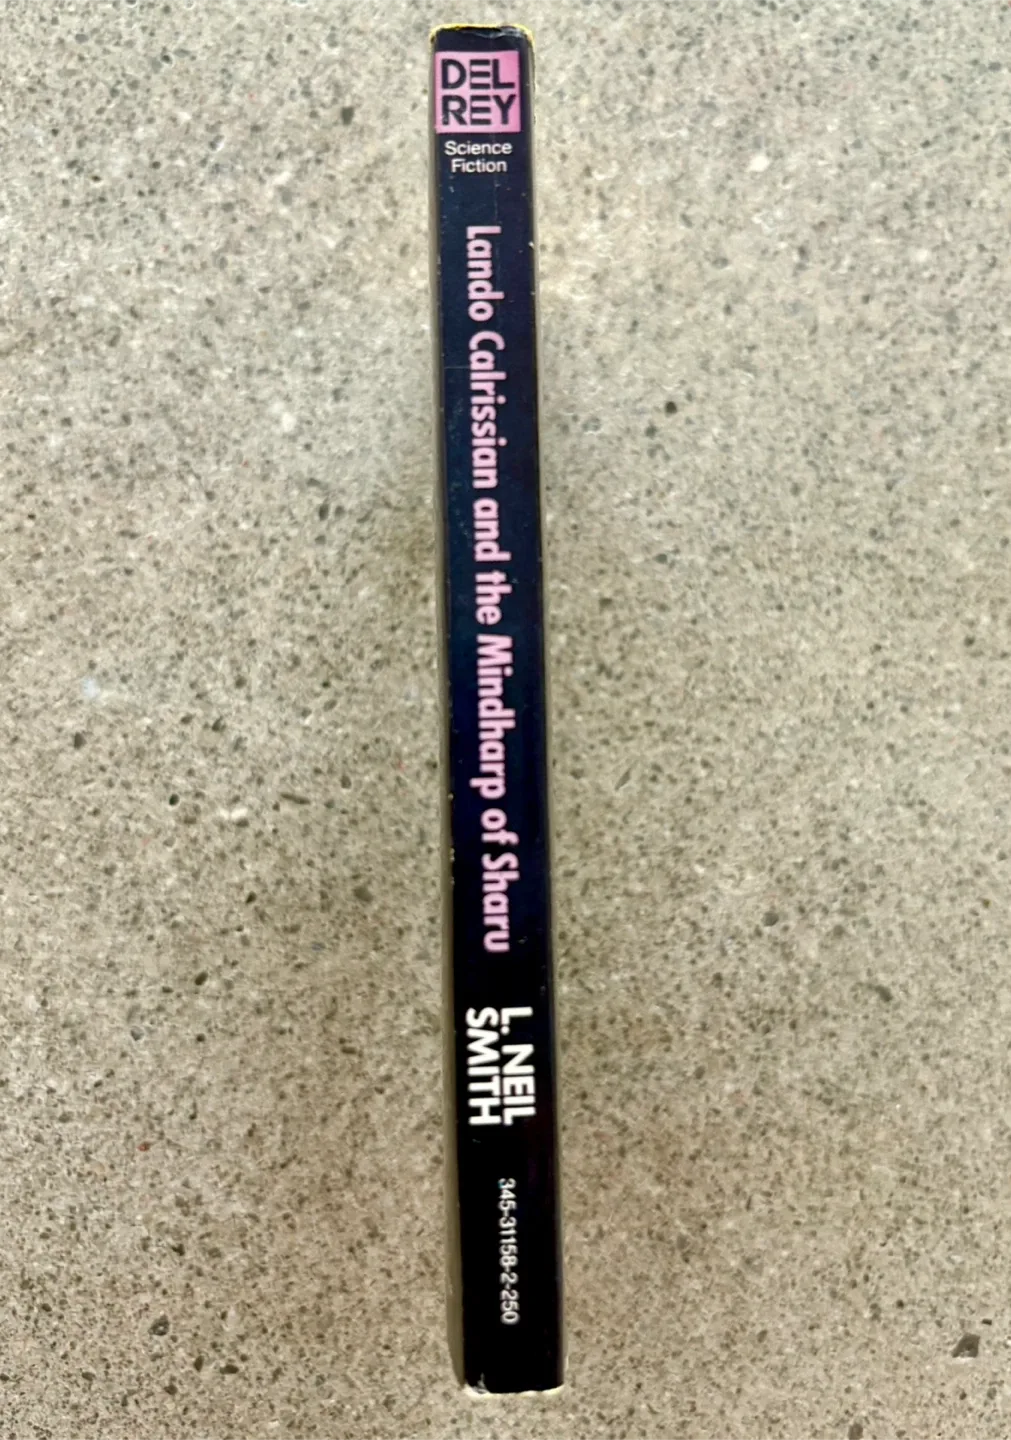 DEL
REY
Science
Fiction
Lando Calrissian and the Mindharp of Sharu
L. NEIL
SMITH
345-31158-2-250